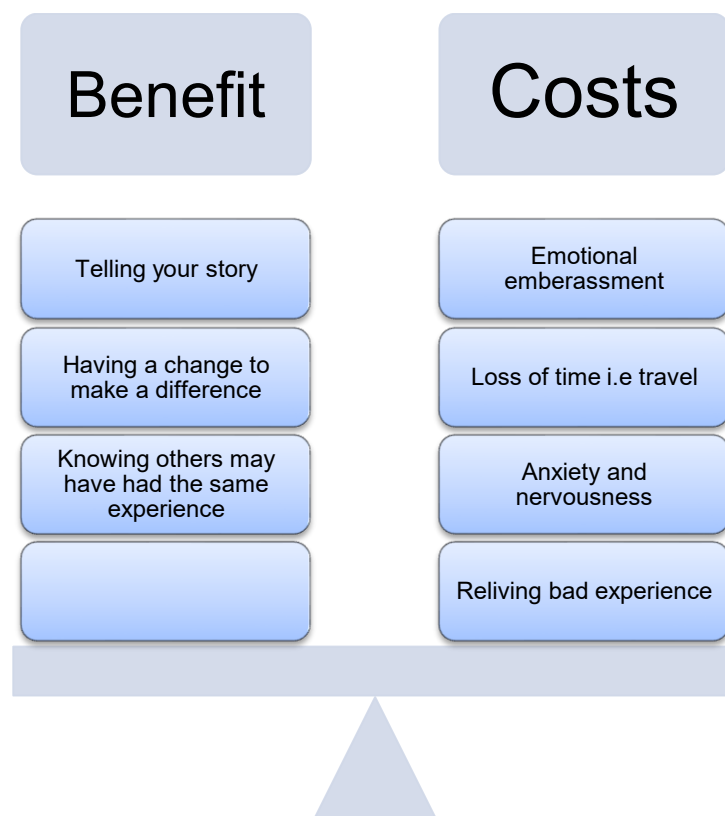 Benefit
Costs
Telling your story
Having a change to
make a difference
Knowing others may
have had the same
experience
Emotional
emberassment
Loss of time i.e travel
Anxiety and
nervousness
Reliving bad experience